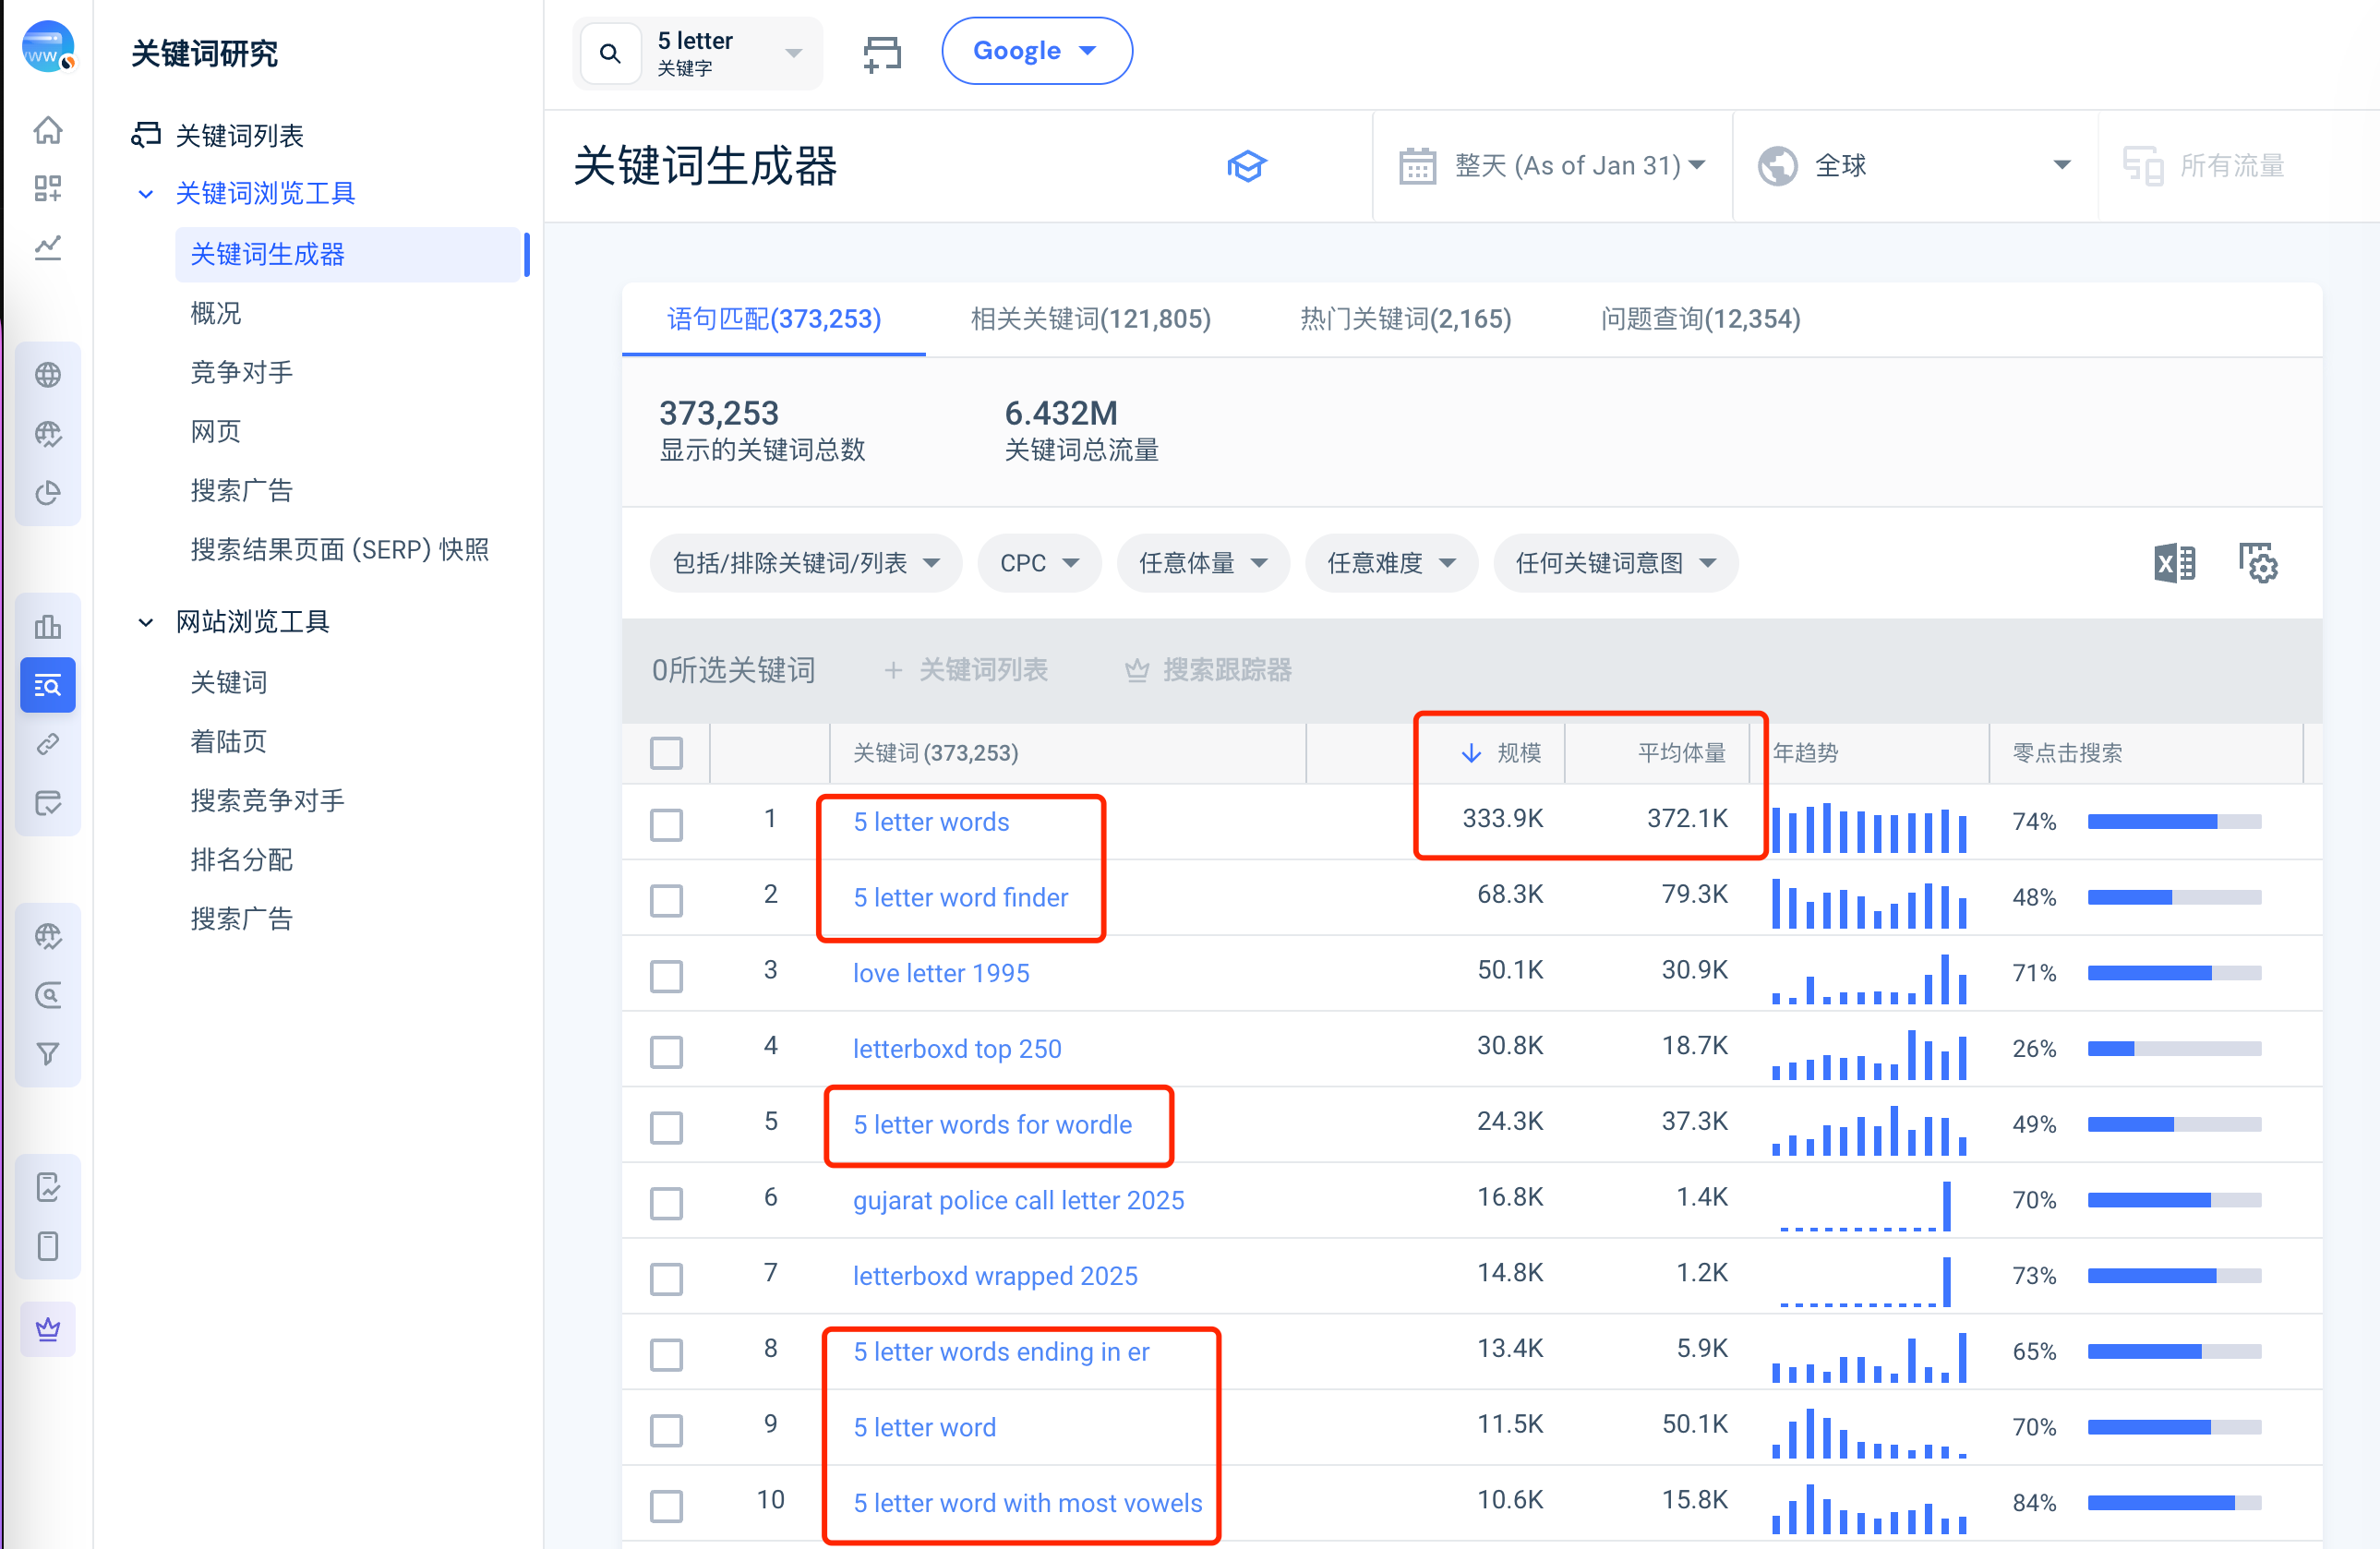 WWW
关键词研究
关键词列表
关键词浏览工具
关键词生成器
概况
竞争对手
网页
搜索广告
搜索结果页面 (SERP) 快照
网站浏览工具
关键词
着陆页
搜索竞争对手
排名分配
搜索广告
5 letter
关键字
Google
关键词生成器
整天 (As of Jan 31)
全球
所有流量
语句匹配(373,253)
相关关键词(121,805)
热门关键词(2,165)
问题查询(12,354)
373,253
显示的关键词总数
6.432M
关键词总流量
包括/排除关键词/列表
CPC
任意体量
任意难度
任何关键词意图
0所选关键词
+ 关键词列表
搜索跟踪器
关键词 (373,253)
规模
平均体量
年趋势
零点击搜索
1 5 letter words 333.9K 372.1K 74%
2 5 letter word finder 68.3K 79.3K 48%
3 love letter 1995 50.1K 30.9K 71%
4 letterboxd top 250 30.8K 18.7K 26%
5 5 letter words for wordle 24.3K 37.3K 49%
6 gujarat police call letter 2025 16.8K 1.4K 70%
7 letterboxd wrapped 2025 14.8K 1.2K 73%
8 5 letter words ending in er 13.4K 5.9K 65%
9 5 letter word 11.5K 50.1K 70%
10 5 letter word with most vowels 10.6K 15.8K 84%